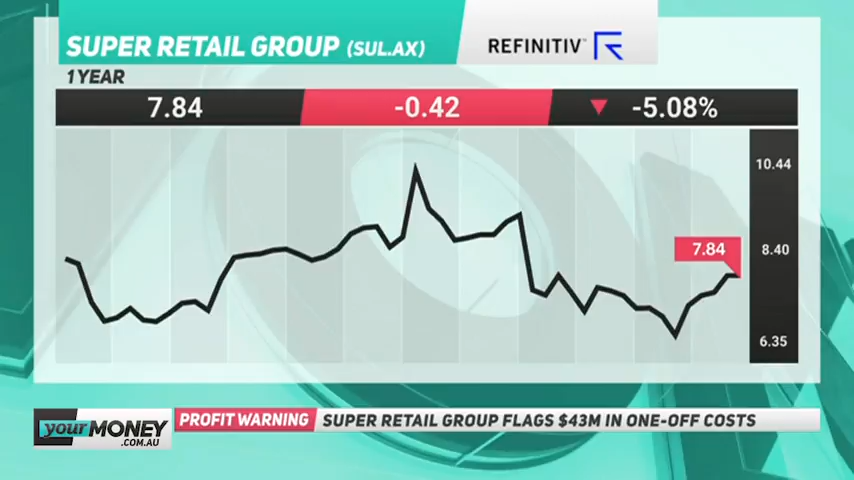 SUPER RETAIL GROUP (SUL.AX)
REFINITIV™
1 YEAR
7.84 -0.42 ▼ -5.08%
10.44
7.84
8.40
6.35
yourMONEY
.COM.AU
PROFIT WARNING SUPER RETAIL GROUP FLAGS $43M IN ONE-OFF COSTS